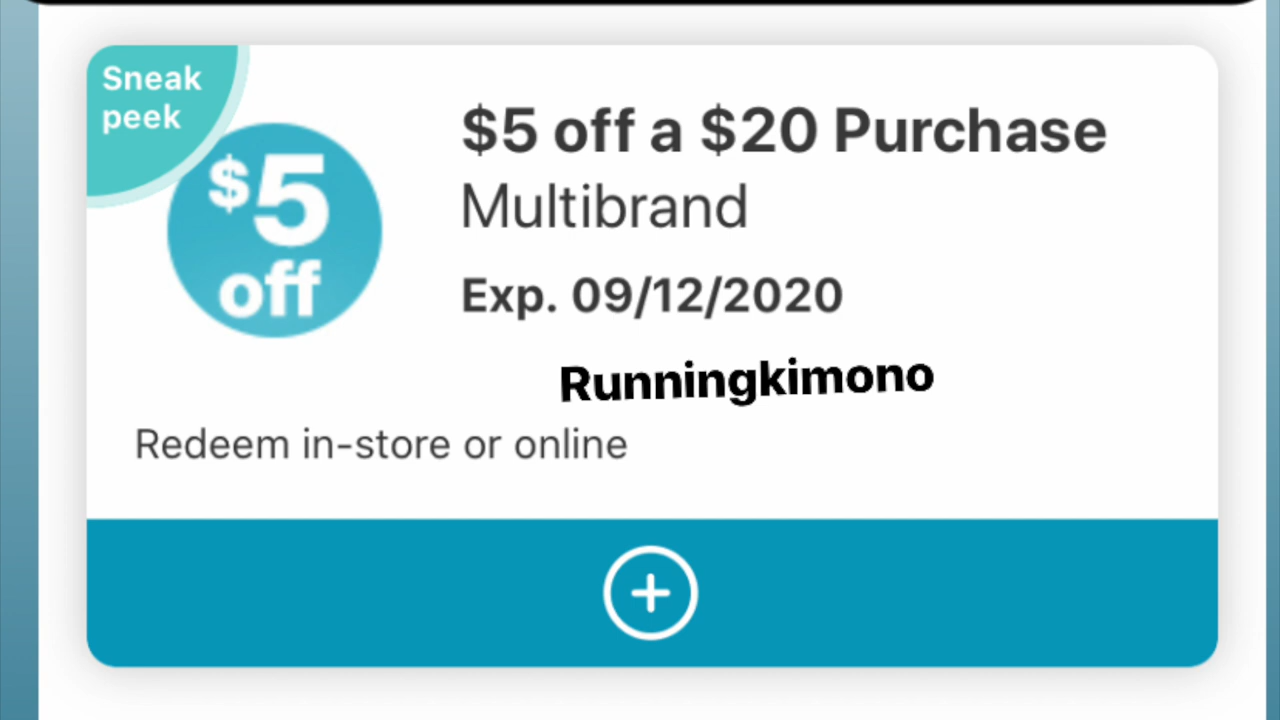 Sneak
peek
$5
off
$5 off a $20 Purchase
Multibrand
Exp. 09/12/2020
Runningkimono
Redeem in-store or online